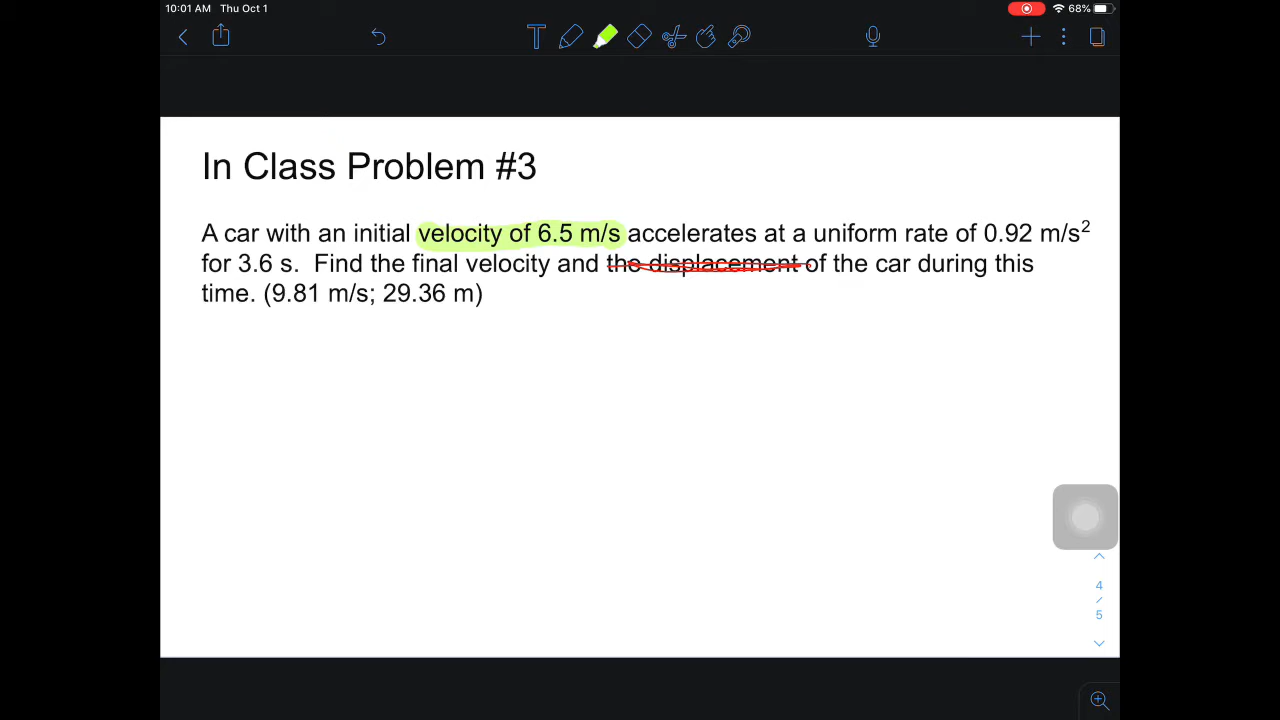 10:01 AM Thu Oct 1
68%
In Class Problem #3
A car with an initial velocity of 6.5 m/s accelerates at a uniform rate of 0.92 m/s²
for 3.6 s. Find the final velocity and the displacement of the car during this
time. (9.81 m/s; 29.36 m)
4
/
5